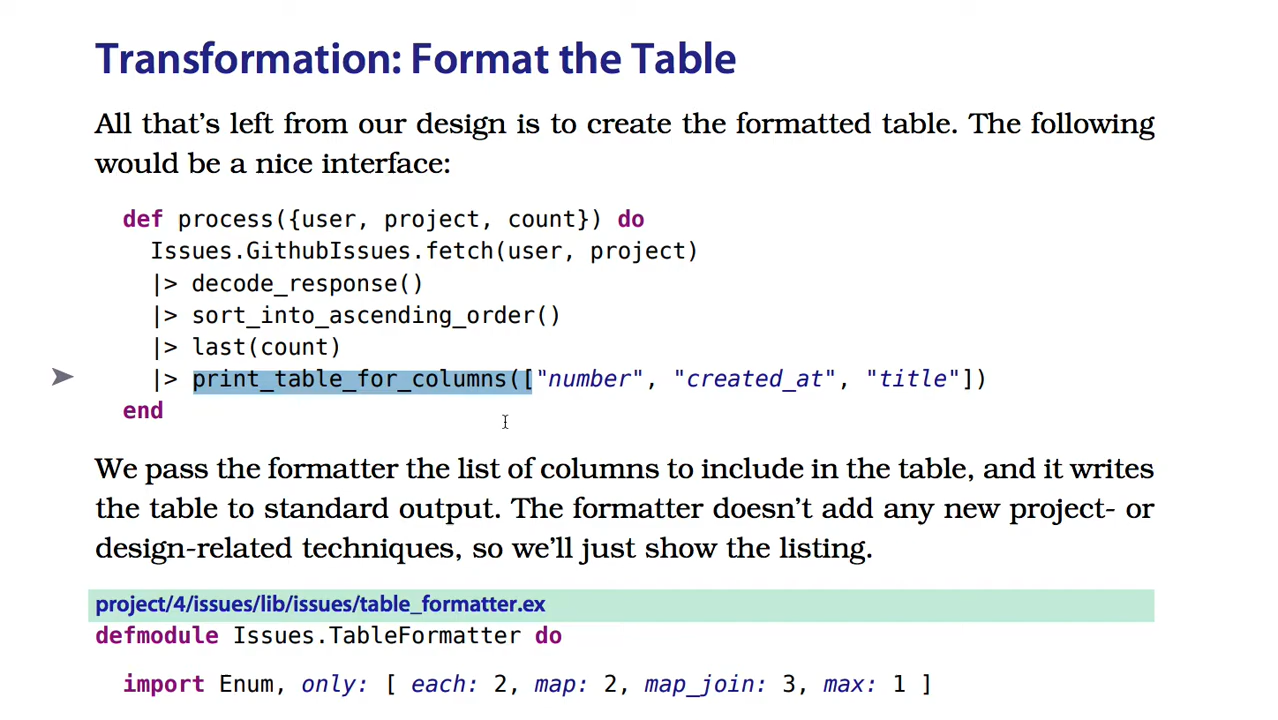 Transformation: Format the Table
All that's left from our design is to create the formatted table. The following
would be a nice interface:
def process({user, project, count}) do
Issues.GithubIssues.fetch(user, project)
|> decode_response()
|> sort_into_ascending_order()
|> last(count)
|> print_table_for_columns(["number", "created_at", "title"])
end
We pass the formatter the list of columns to include in the table, and it writes
the table to standard output. The formatter doesn't add any new project- or
design-related techniques, so we'll just show the listing.
project/4/issues/lib/issues/table_formatter.ex
defmodule Issues.TableFormatter do
import Enum, only: [ each: 2, map: 2, map_join: 3, max: 1 ]